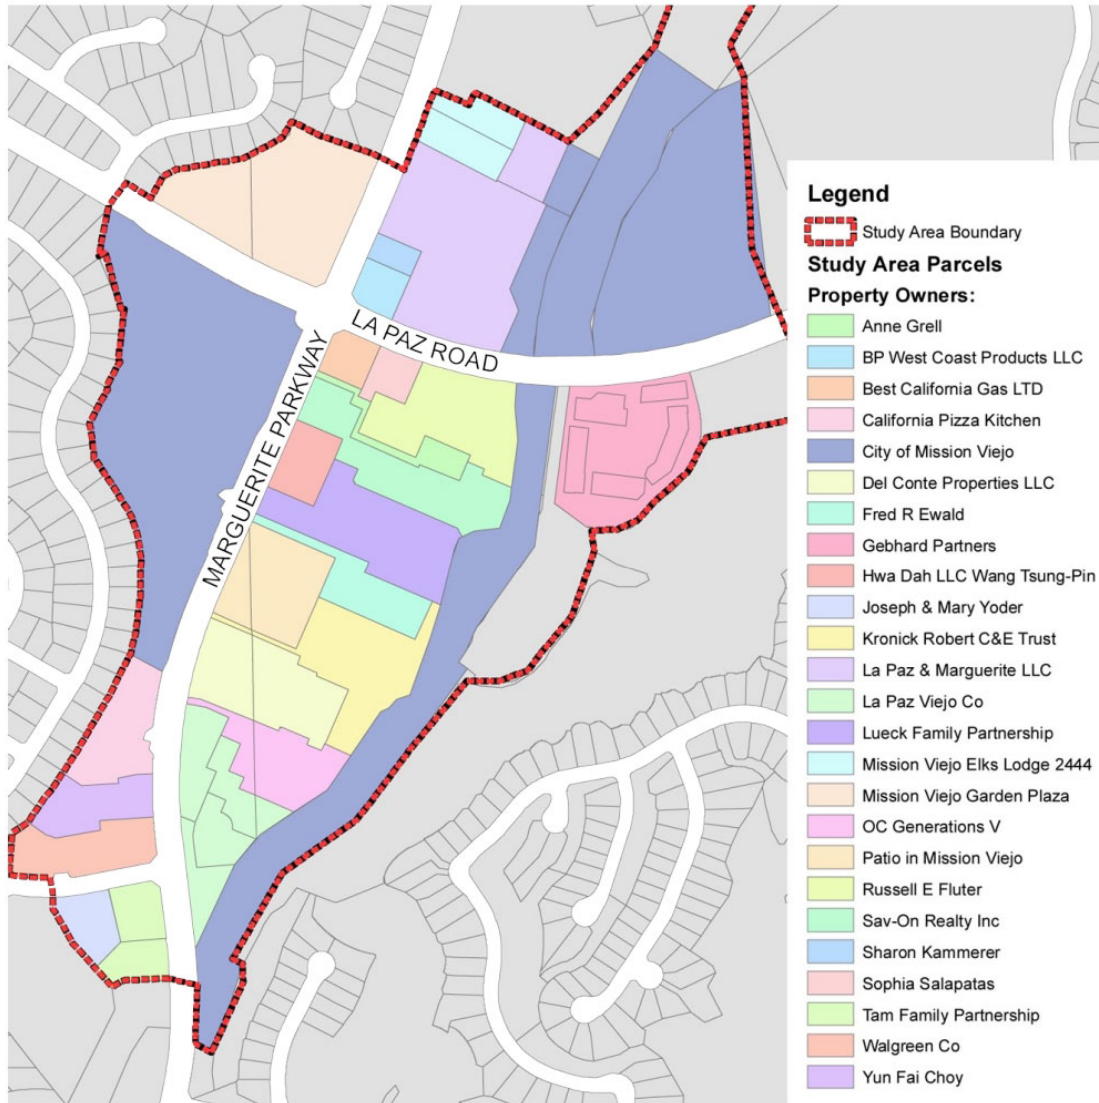 LA PAZ ROAD
MARGUERITE PARKWAY
Legend
Study Area Boundary
Study Area Parcels
Property Owners:
Anne Grell
BP West Coast Products LLC
Best California Gas LTD
California Pizza Kitchen
City of Mission Viejo
Del Conte Properties LLC
Fred R Ewald
Gebhard Partners
Hwa Dah LLC Wang Tsung-Pin
Joseph & Mary Yoder
Kronick Robert C&E Trust
La Paz & Marguerite LLC
La Paz Viejo Co
Lueck Family Partnership
Mission Viejo Elks Lodge 2444
Mission Viejo Garden Plaza
OC Generations V
Patio in Mission Viejo
Russell E Fluter
Sav-On Realty Inc
Sharon Kammerer
Sophia Salapatas
Tam Family Partnership
Walgreen Co
Yun Fai Choy